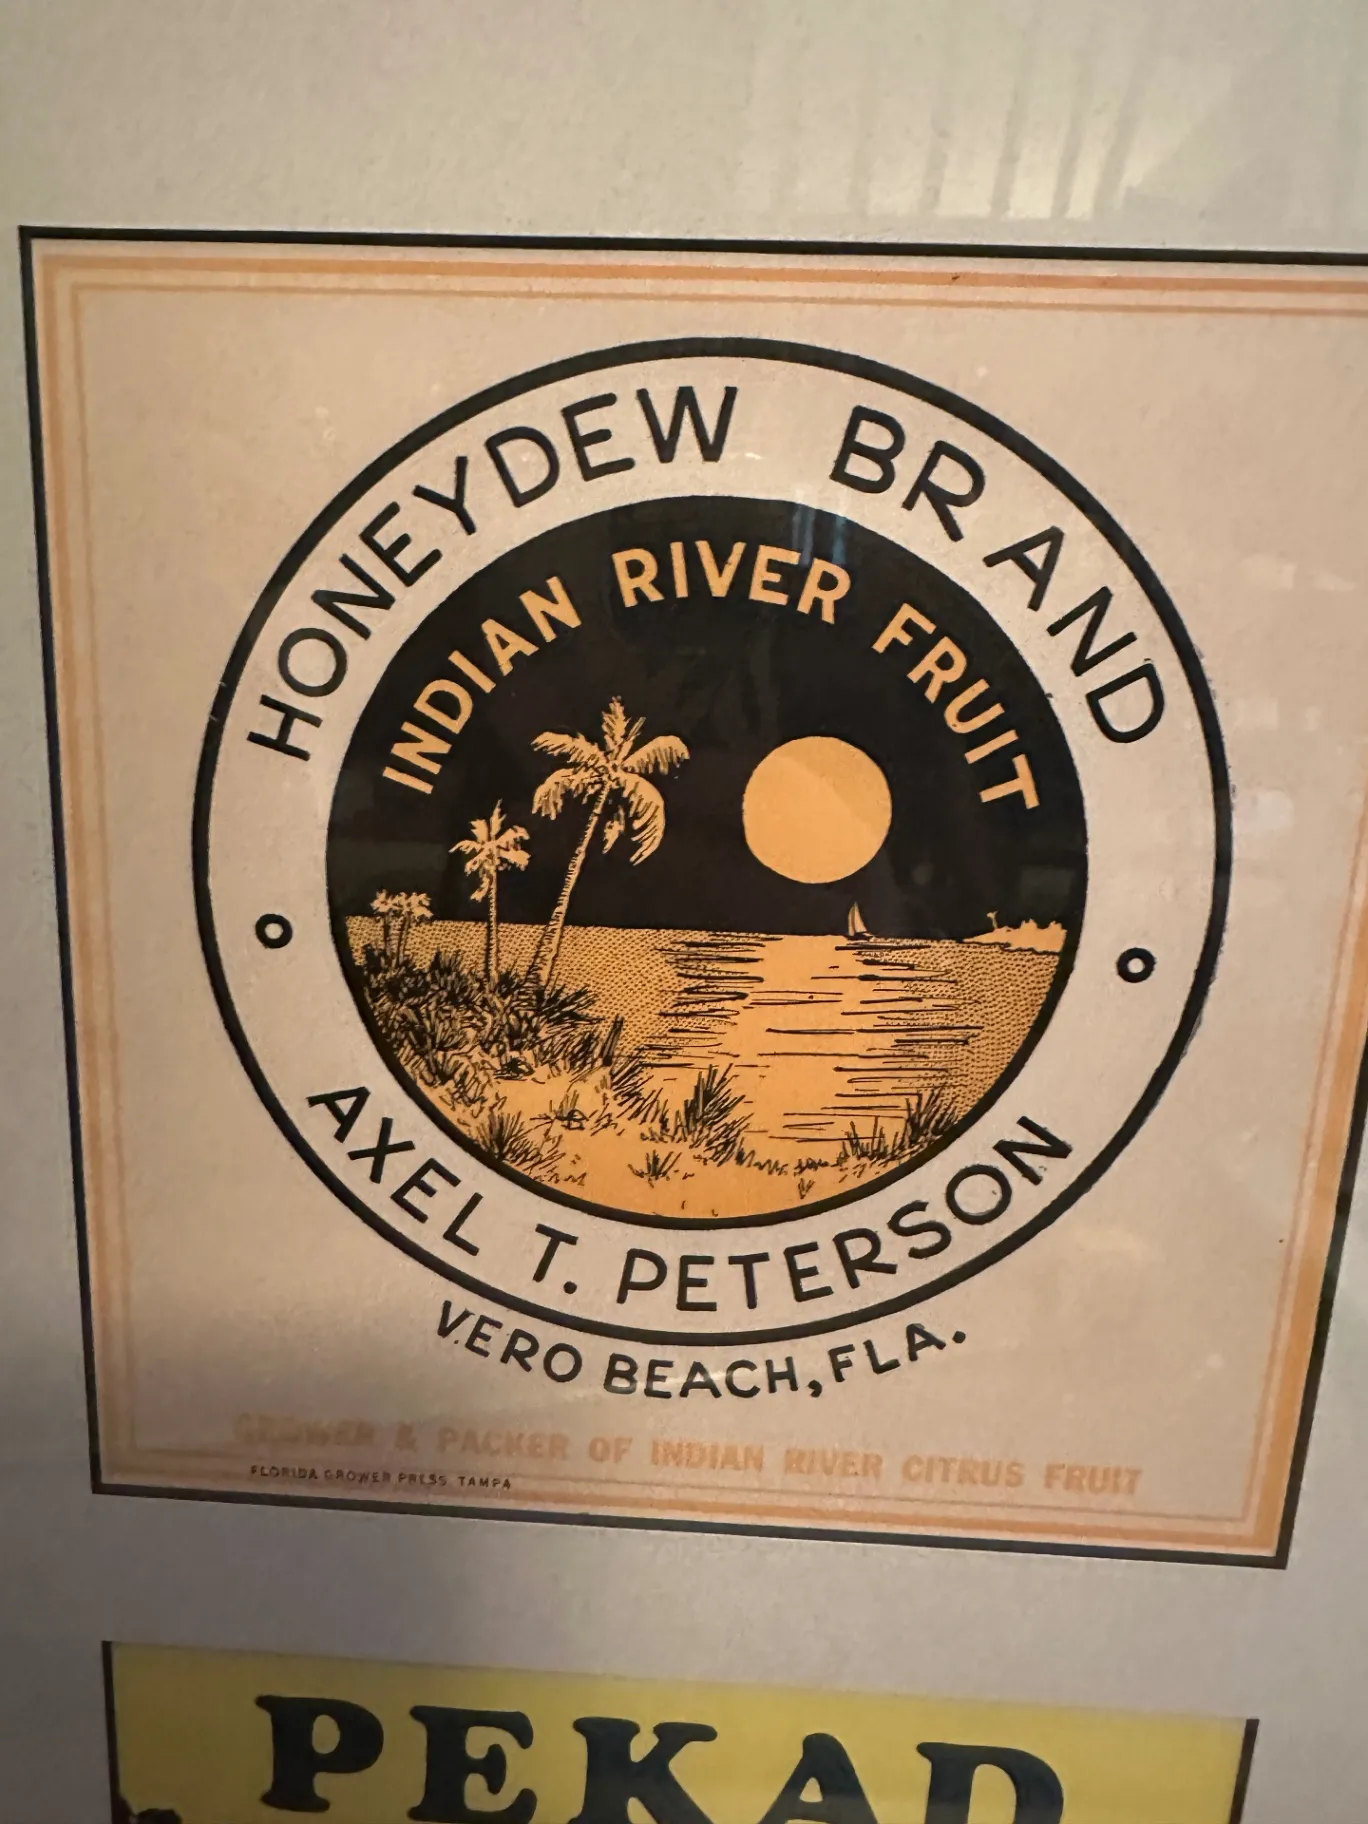 HONEYDEW BRAND
INDIAN RIVER FRUIT
AXEL T. PETERSON
VERO BEACH, FLA.
GROWER & PACKER OF INDIAN RIVER CITRUS FRUIT
FLORIDA GROWER PRESS TAMPA
PEKAD